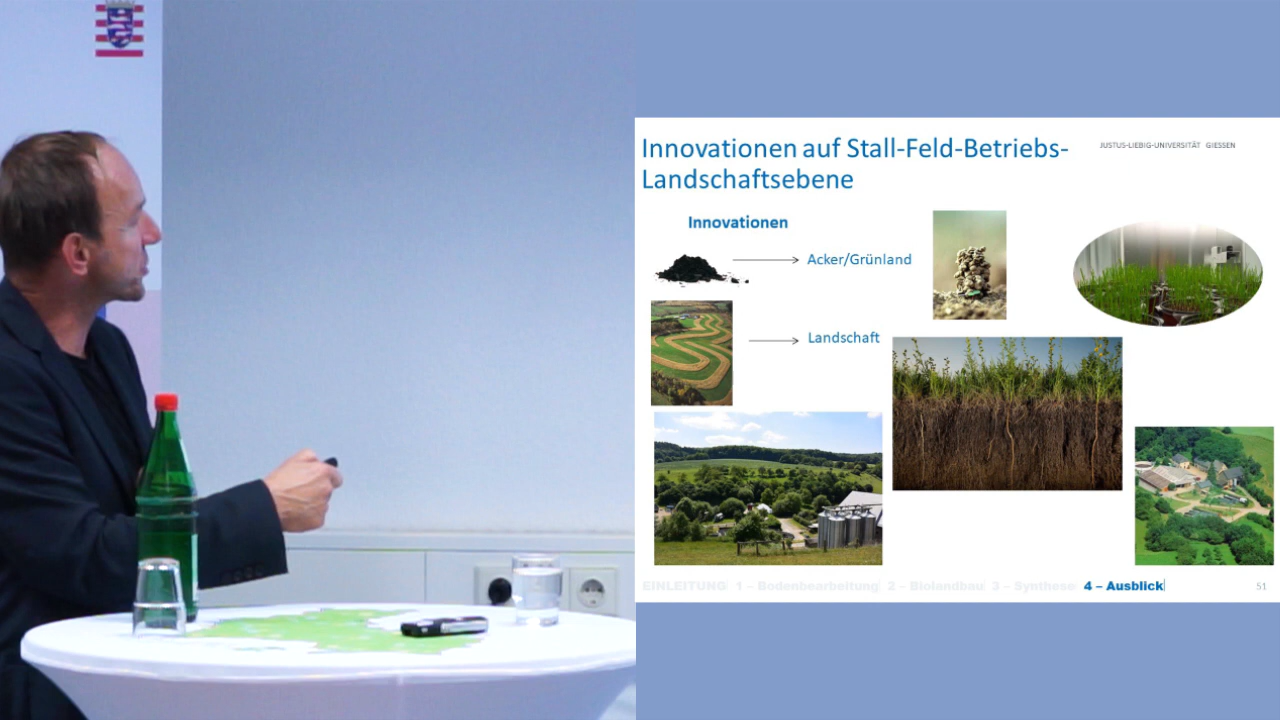 Innovationen auf Stall-Feld-Betriebs-
Landschaftsebene
JUSTUS-LIEBIG-UNIVERSITÄT GIESSEN
Innovationen
Acker/Grünland
Landschaft
EINLEITUNG| 1 – Bodenbearbeitung| 2 – Biolandbau| 3 – Synthese| 4 – Ausblick|
51